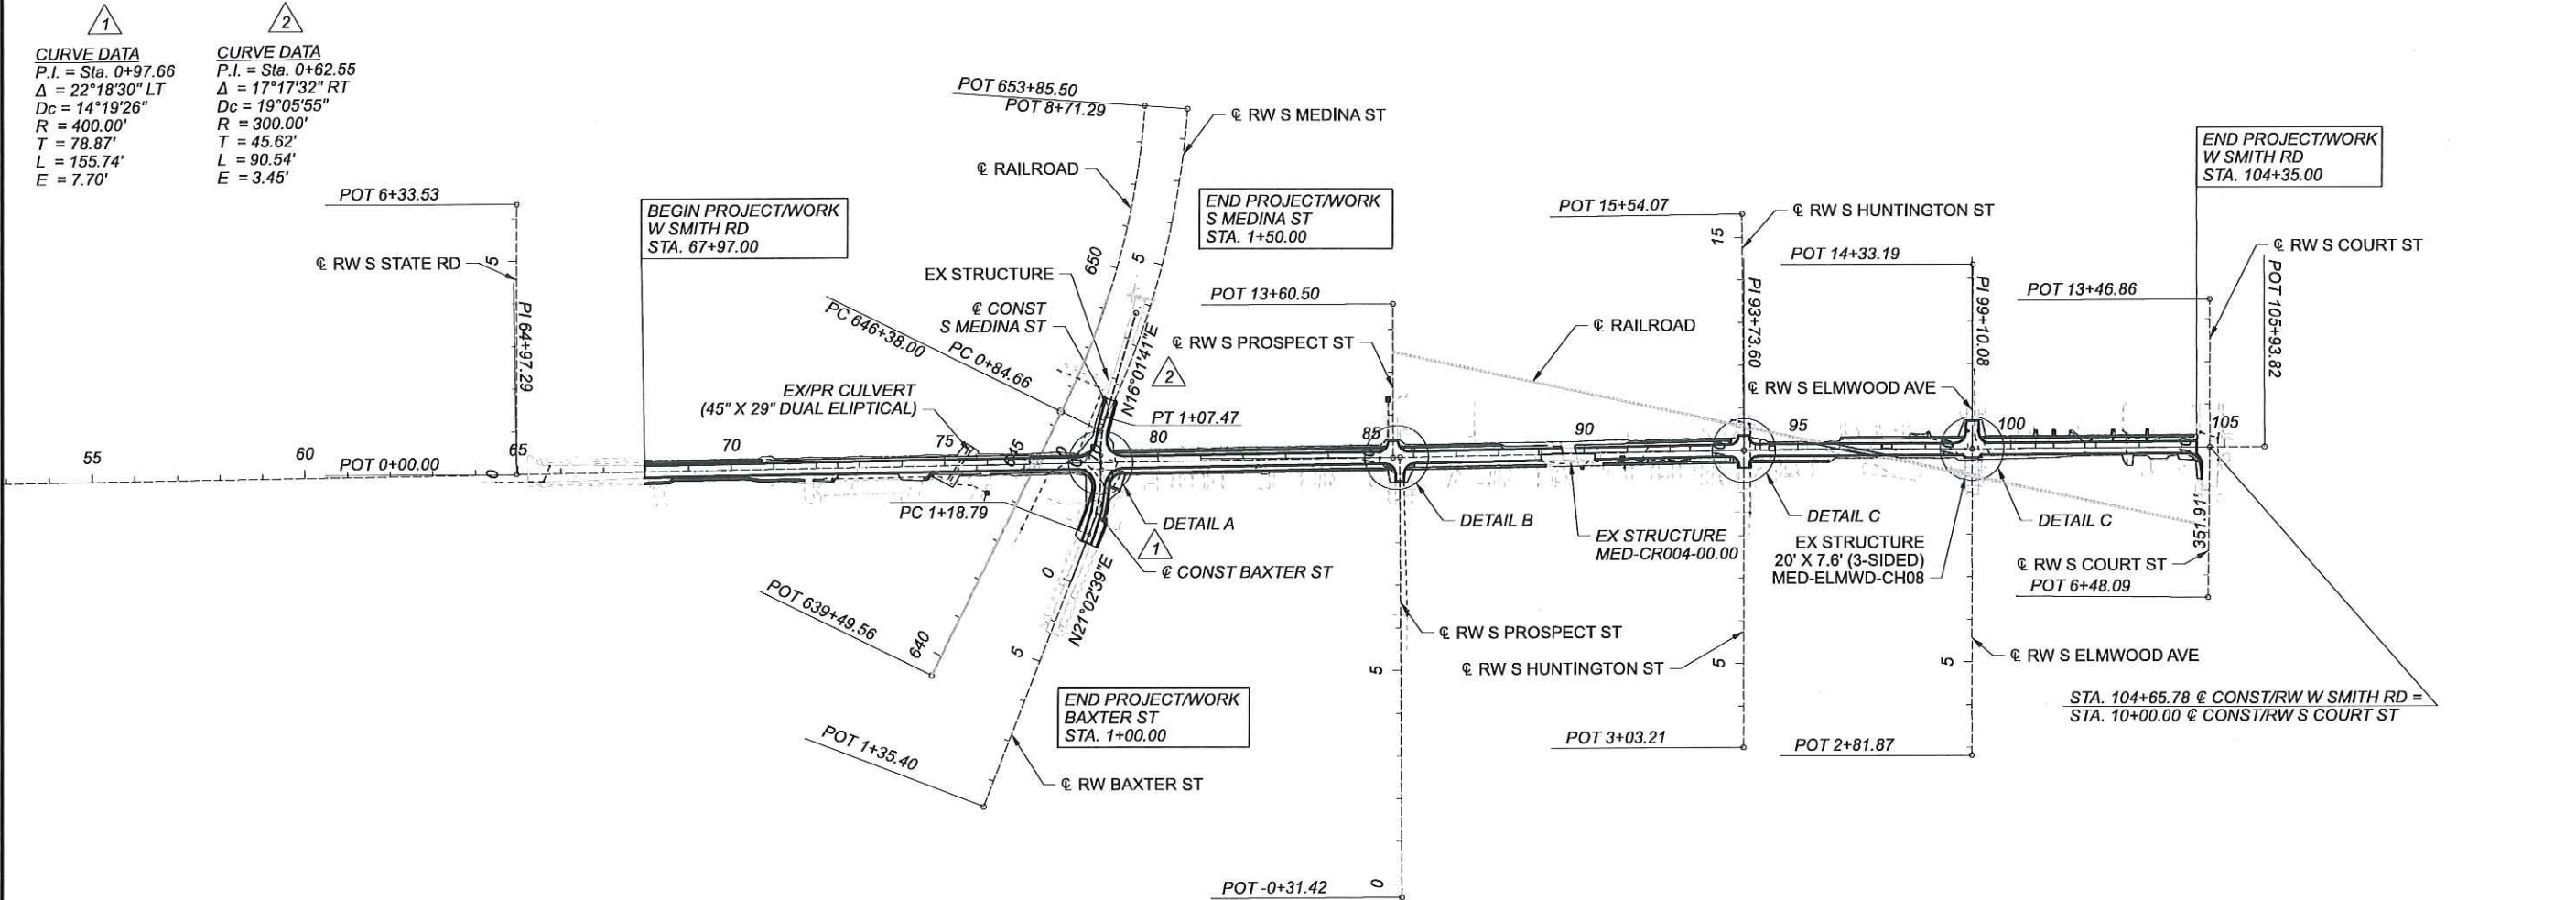 1
CURVE DATA
P.I. = Sta. 0+97.66
Δ = 22°18'30" LT
Dc = 14°19'26"
R = 400.00'
T = 78.87'
L = 155.74'
E = 7.70'
2
CURVE DATA
P.I. = Sta. 0+62.55
Δ = 17°17'32" RT
Dc = 19°05'55"
R = 300.00'
T = 45.62'
L = 90.54'
E = 3.45'
POT 6+33.53
℄ RW S STATE RD
5
PI 64+97.29
POT 0+00.00
0
55
60
65
70
75
80
85
90
95
100
105
BEGIN PROJECT/WORK
W SMITH RD
STA. 67+97.00
POT 653+85.50
POT 8+71.29
℄ RW S MEDINA ST
℄ RAILROAD
650
5
END PROJECT/WORK
S MEDINA ST
STA. 1+50.00
EX STRUCTURE
℄ CONST
S MEDINA ST
PC 646+38.00
PC 0+84.66
N16°01'41"E
2
PT 1+07.47
EX/PR CULVERT
(45" X 29" DUAL ELIPTICAL)
645
0
PC 1+18.79
DETAIL A
1
℄ CONST BAXTER ST
0
N21°02'39"E
POT 639+49.56
640
5
END PROJECT/WORK
BAXTER ST
STA. 1+00.00
POT 1+35.40
℄ RW BAXTER ST
POT 13+60.50
℄ RW S PROSPECT ST
DETAIL B
℄ RW S PROSPECT ST
5
POT -0+31.42
0
℄ RAILROAD
EX STRUCTURE
MED-CR004-00.00
POT 15+54.07
15
℄ RW S HUNTINGTON ST
PI 93+73.60
DETAIL C
℄ RW S HUNTINGTON ST
5
POT 3+03.21
POT 14+33.19
PI 99+10.08
℄ RW S ELMWOOD AVE
EX STRUCTURE
20' X 7.6' (3-SIDED)
MED-ELMWD-CH08
DETAIL C
℄ RW S ELMWOOD AVE
5
POT 2+81.87
END PROJECT/WORK
W SMITH RD
STA. 104+35.00
℄ RW S COURT ST
POT 13+46.86
POT 105+93.82
351.91'
℄ RW S COURT ST
POT 6+48.09
STA. 104+65.78 ℄ CONST/RW W SMITH RD =
STA. 10+00.00 ℄ CONST/RW S COURT ST